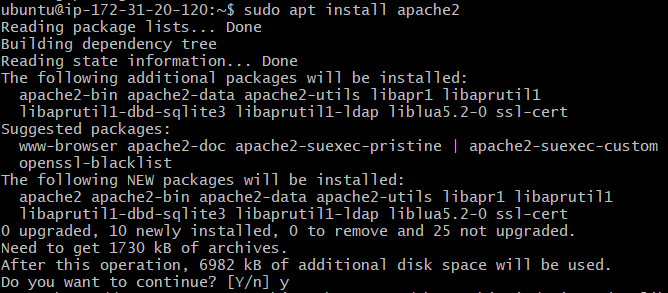 ubuntu@ip-172-31-20-120:~$ sudo apt install apache2
Reading package lists... Done
Building dependency tree
Reading state information... Done
The following additional packages will be installed:
  apache2-bin apache2-data apache2-utils libapr1 libaprutil1
  libaprutil1-dbd-sqlite3 libaprutil1-ldap liblua5.2-0 ssl-cert
Suggested packages:
  www-browser apache2-doc apache2-suexec-pristine | apache2-suexec-custom
  openssl-blacklist
The following NEW packages will be installed:
  apache2 apache2-bin apache2-data apache2-utils libapr1 libaprutil1
  libaprutil1-dbd-sqlite3 libaprutil1-ldap liblua5.2-0 ssl-cert
0 upgraded, 10 newly installed, 0 to remove and 25 not upgraded.
Need to get 1730 kB of archives.
After this operation, 6982 kB of additional disk space will be used.
Do you want to continue? [Y/n] y